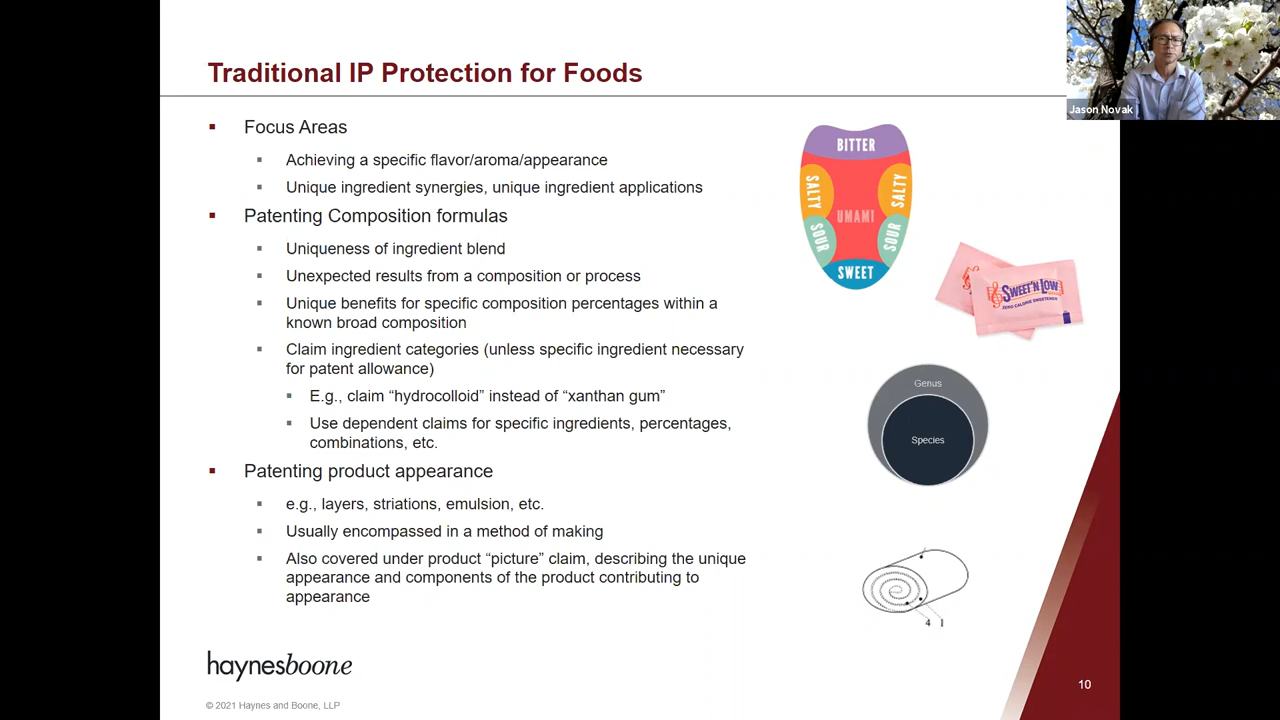 Traditional IP Protection for Foods
Jason Novak
Focus Areas
Achieving a specific flavor/aroma/appearance
Unique ingredient synergies, unique ingredient applications
Patenting Composition formulas
Uniqueness of ingredient blend
Unexpected results from a composition or process
Unique benefits for specific composition percentages within a
known broad composition
Claim ingredient categories (unless specific ingredient necessary
for patent allowance)
E.g., claim “hydrocolloid” instead of “xanthan gum”
Use dependent claims for specific ingredients, percentages,
combinations, etc.
Patenting product appearance
e.g., layers, striations, emulsion, etc.
Usually encompassed in a method of making
Also covered under product “picture” claim, describing the unique
appearance and components of the product contributing to
appearance
BITTER
SALTY
SALTY
UMAMI
SOUR
SOUR
SWEET
SWEET'N LOW
ZERO CALORIE SWEETENER
Genus
Species
4 1
haynesboone
© 2021 Haynes and Boone, LLP
10